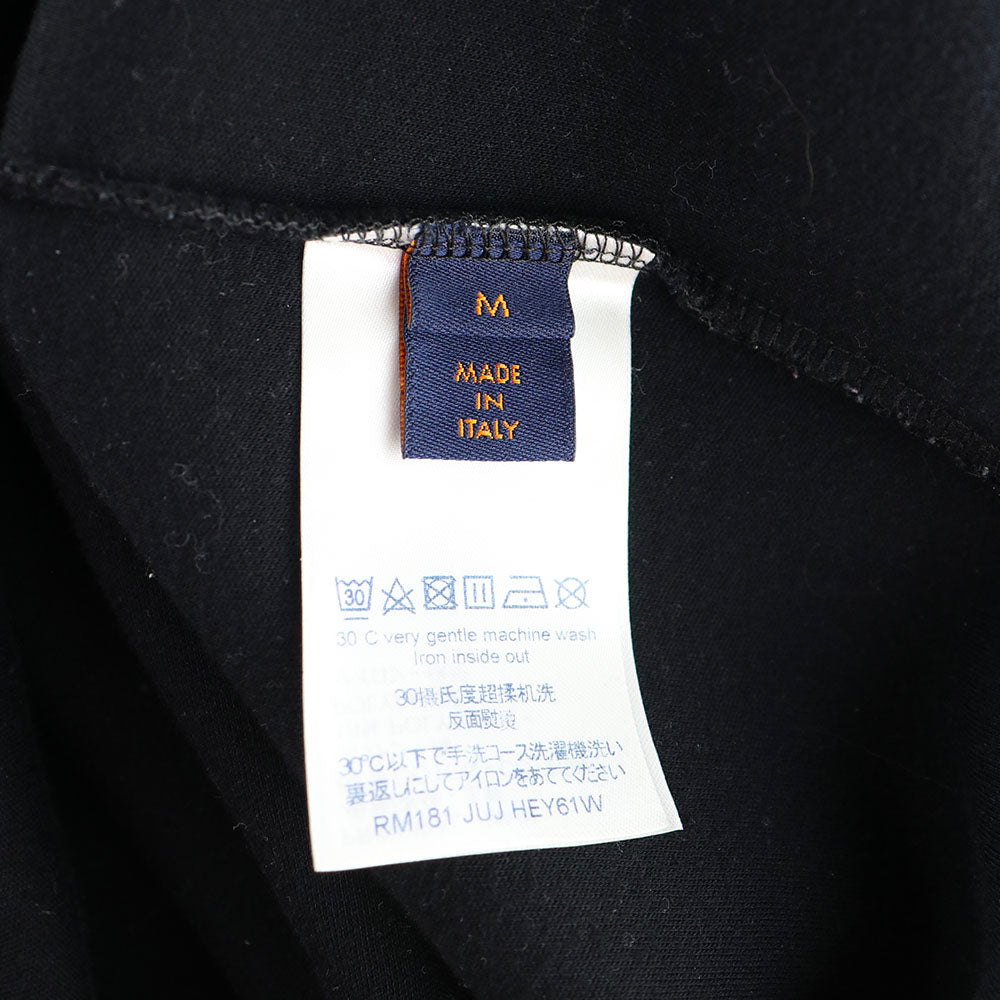 M
MADE
IN
ITALY
30
30 C very gentle machine wash
Iron inside out
30摄氏度超揉机洗
反面熨烫
30℃以下で手洗コース洗濯機洗い
裏返しにしてアイロンをあててください
RM181 JUJ HEY61W